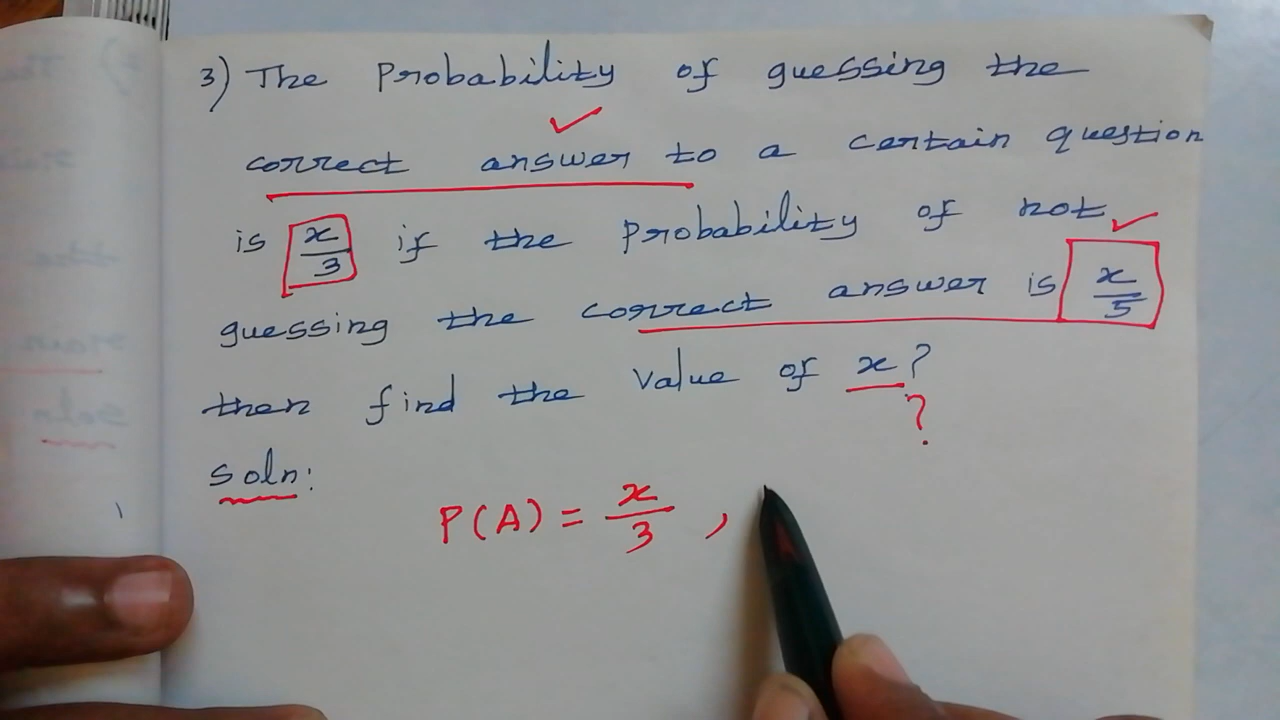 3) The Probability of guessing the
correct answer to a certain question
is x/3 if the Probability of not
guessing the correct answer is x/5
then find the value of x?
?
Soln:
P(A) = x/3 ,